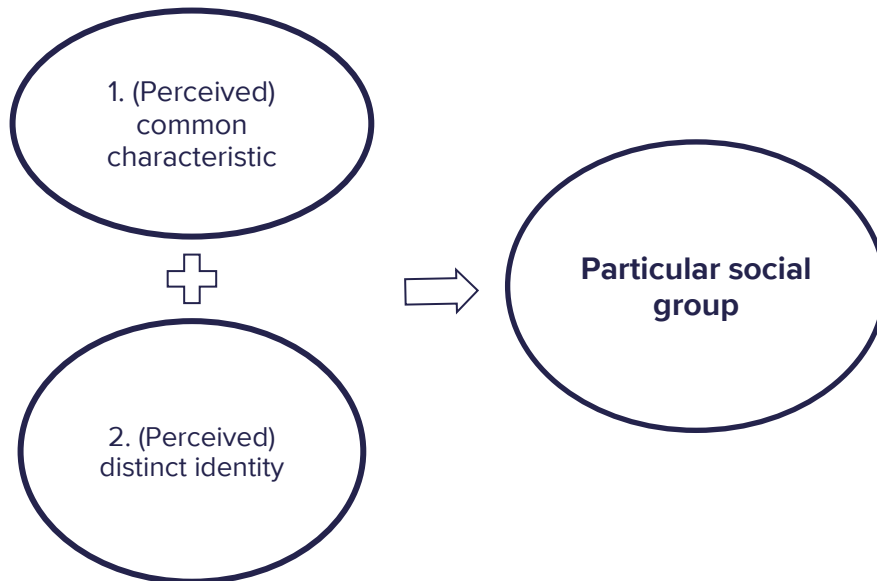 1. (Perceived)
common
characteristic
2. (Perceived)
distinct identity
Particular social
group